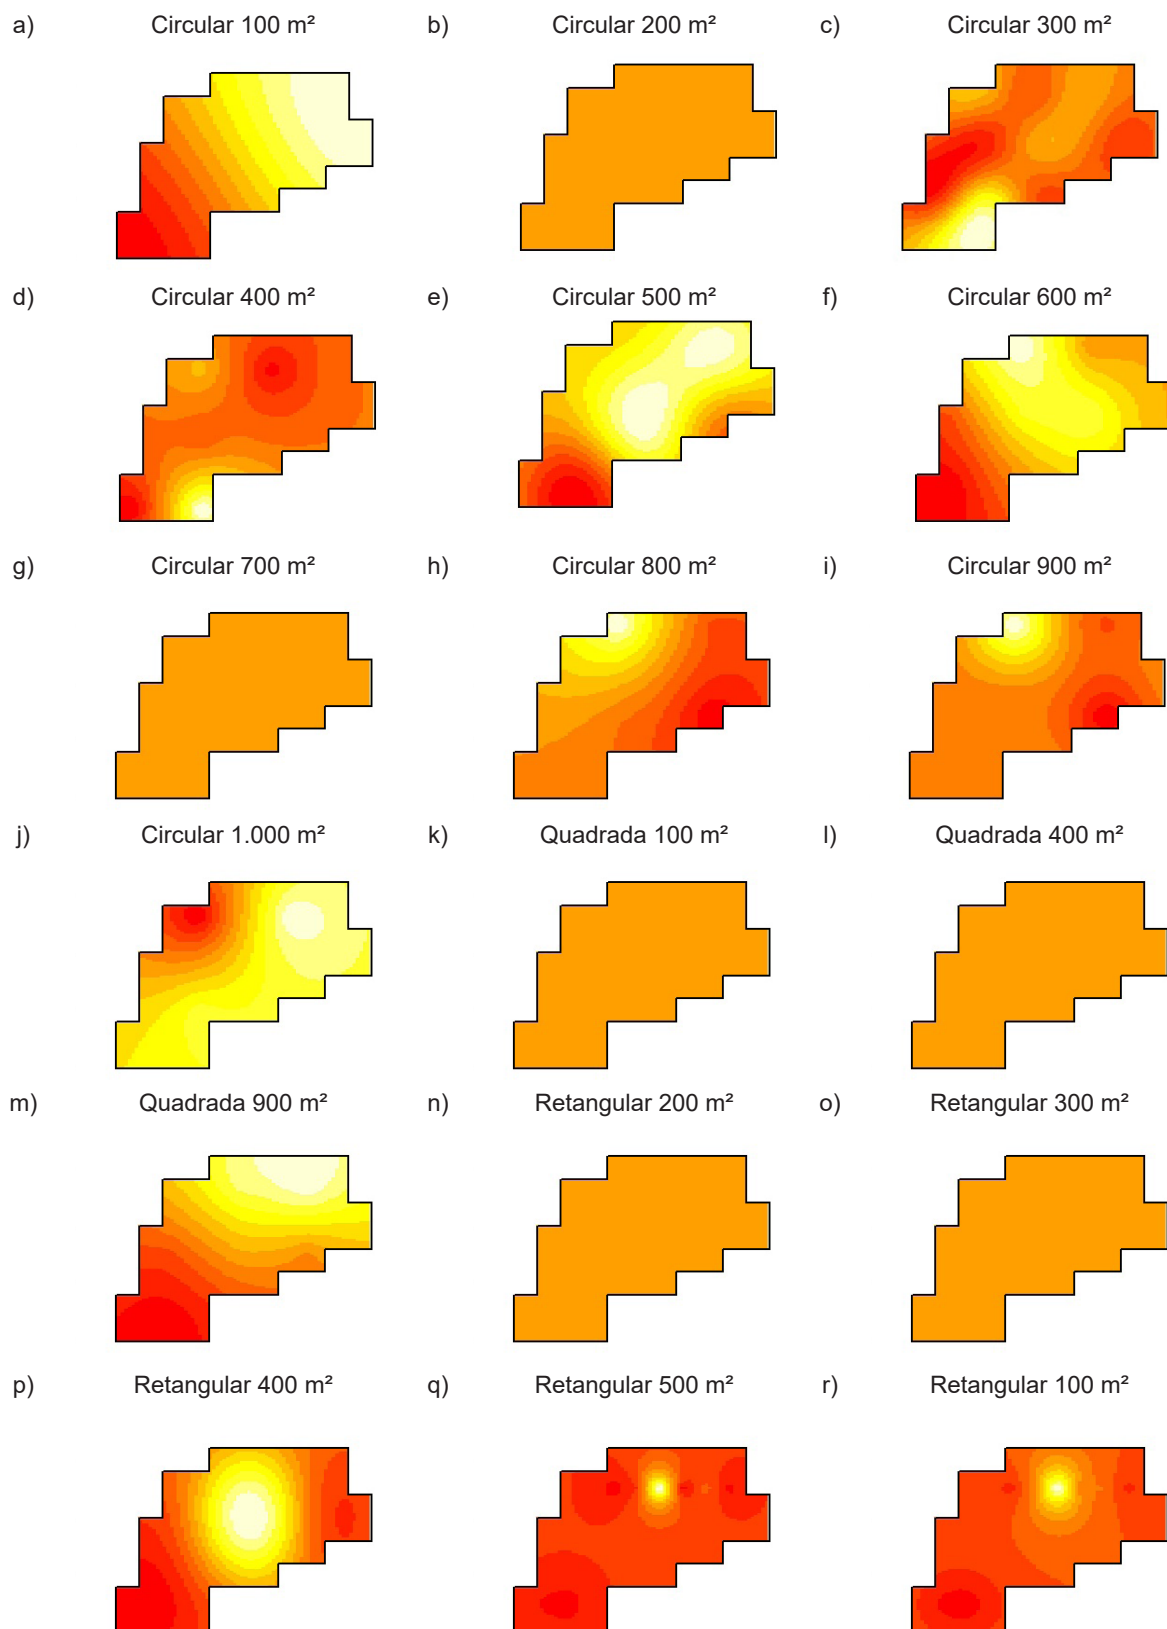 a) Circular 100 m² b) Circular 200 m² c) Circular 300 m²
d) Circular 400 m² e) Circular 500 m² f) Circular 600 m²
g) Circular 700 m² h) Circular 800 m² i) Circular 900 m²
j) Circular 1.000 m² k) Quadrada 100 m² l) Quadrada 400 m²
m) Quadrada 900 m² n) Retangular 200 m² o) Retangular 300 m²
p) Retangular 400 m² q) Retangular 500 m² r) Retangular 100 m²